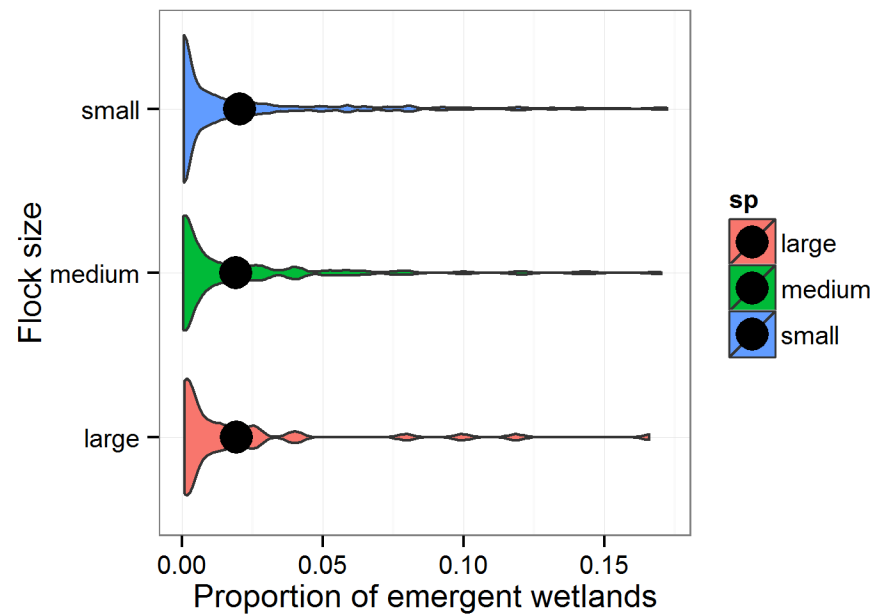 small
medium
large
Flock size
0.00 0.05 0.10 0.15
Proportion of emergent wetlands
sp
large
medium
small